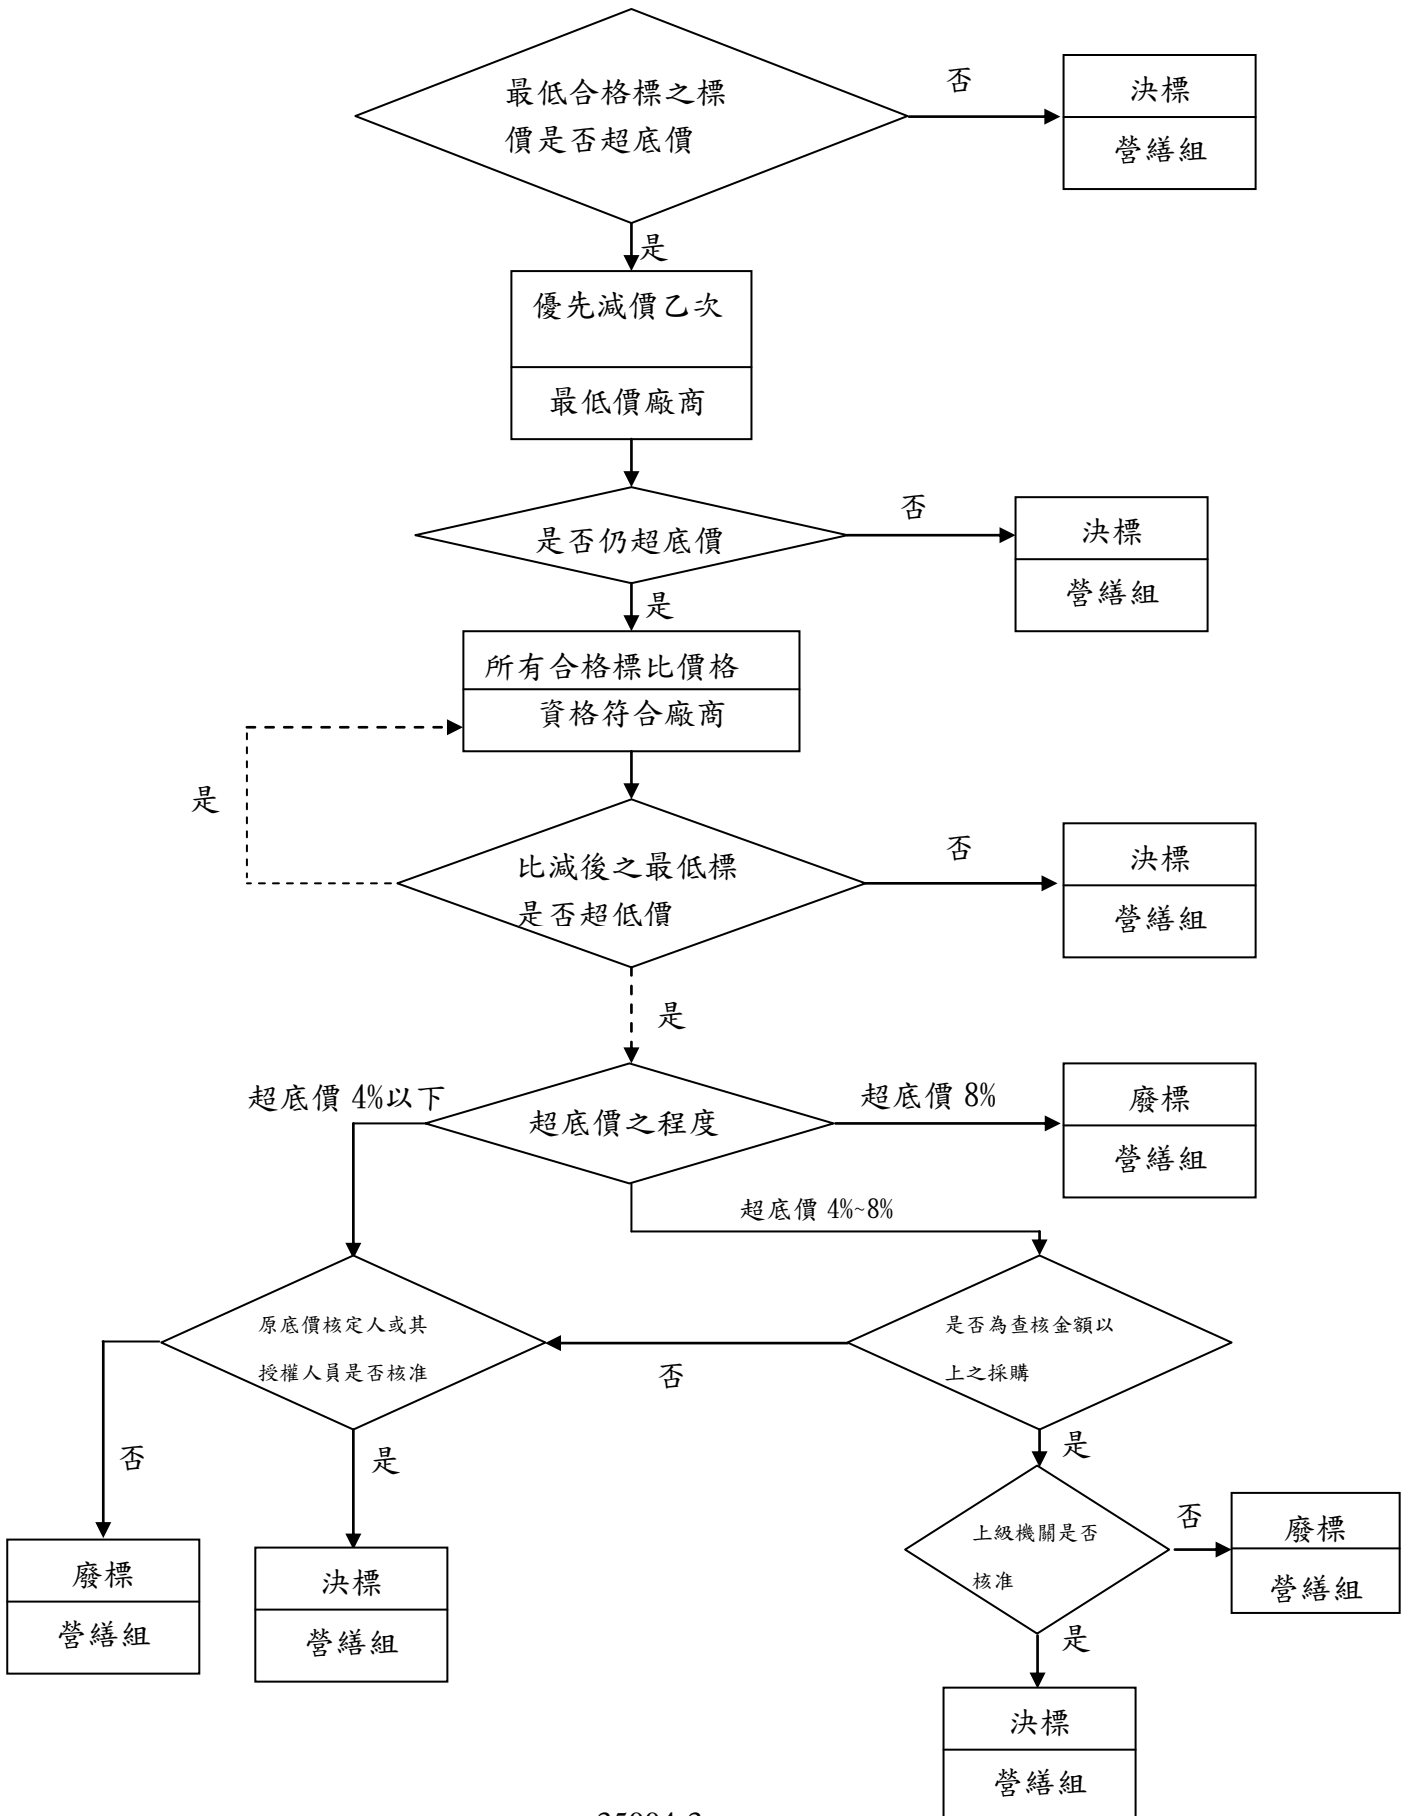 最低合格標之標
價是否超底價
否
決標
營繕組
是
優先減價乙次
最低價廠商
是否仍超底價
否
決標
營繕組
是
所有合格標比價格
資格符合廠商
是
比減後之最低標
是否超低價
否
決標
營繕組
是
超底價 4%以下
超底價之程度
超底價 8%
廢標
營繕組
超底價 4%~8%
原底價核定人或其
授權人員是否核准
否
是否為查核金額以
上之採購
否
是
是
上級機關是否
核准
否
廢標
營繕組
廢標
營繕組
決標
營繕組
是
決標
營繕組